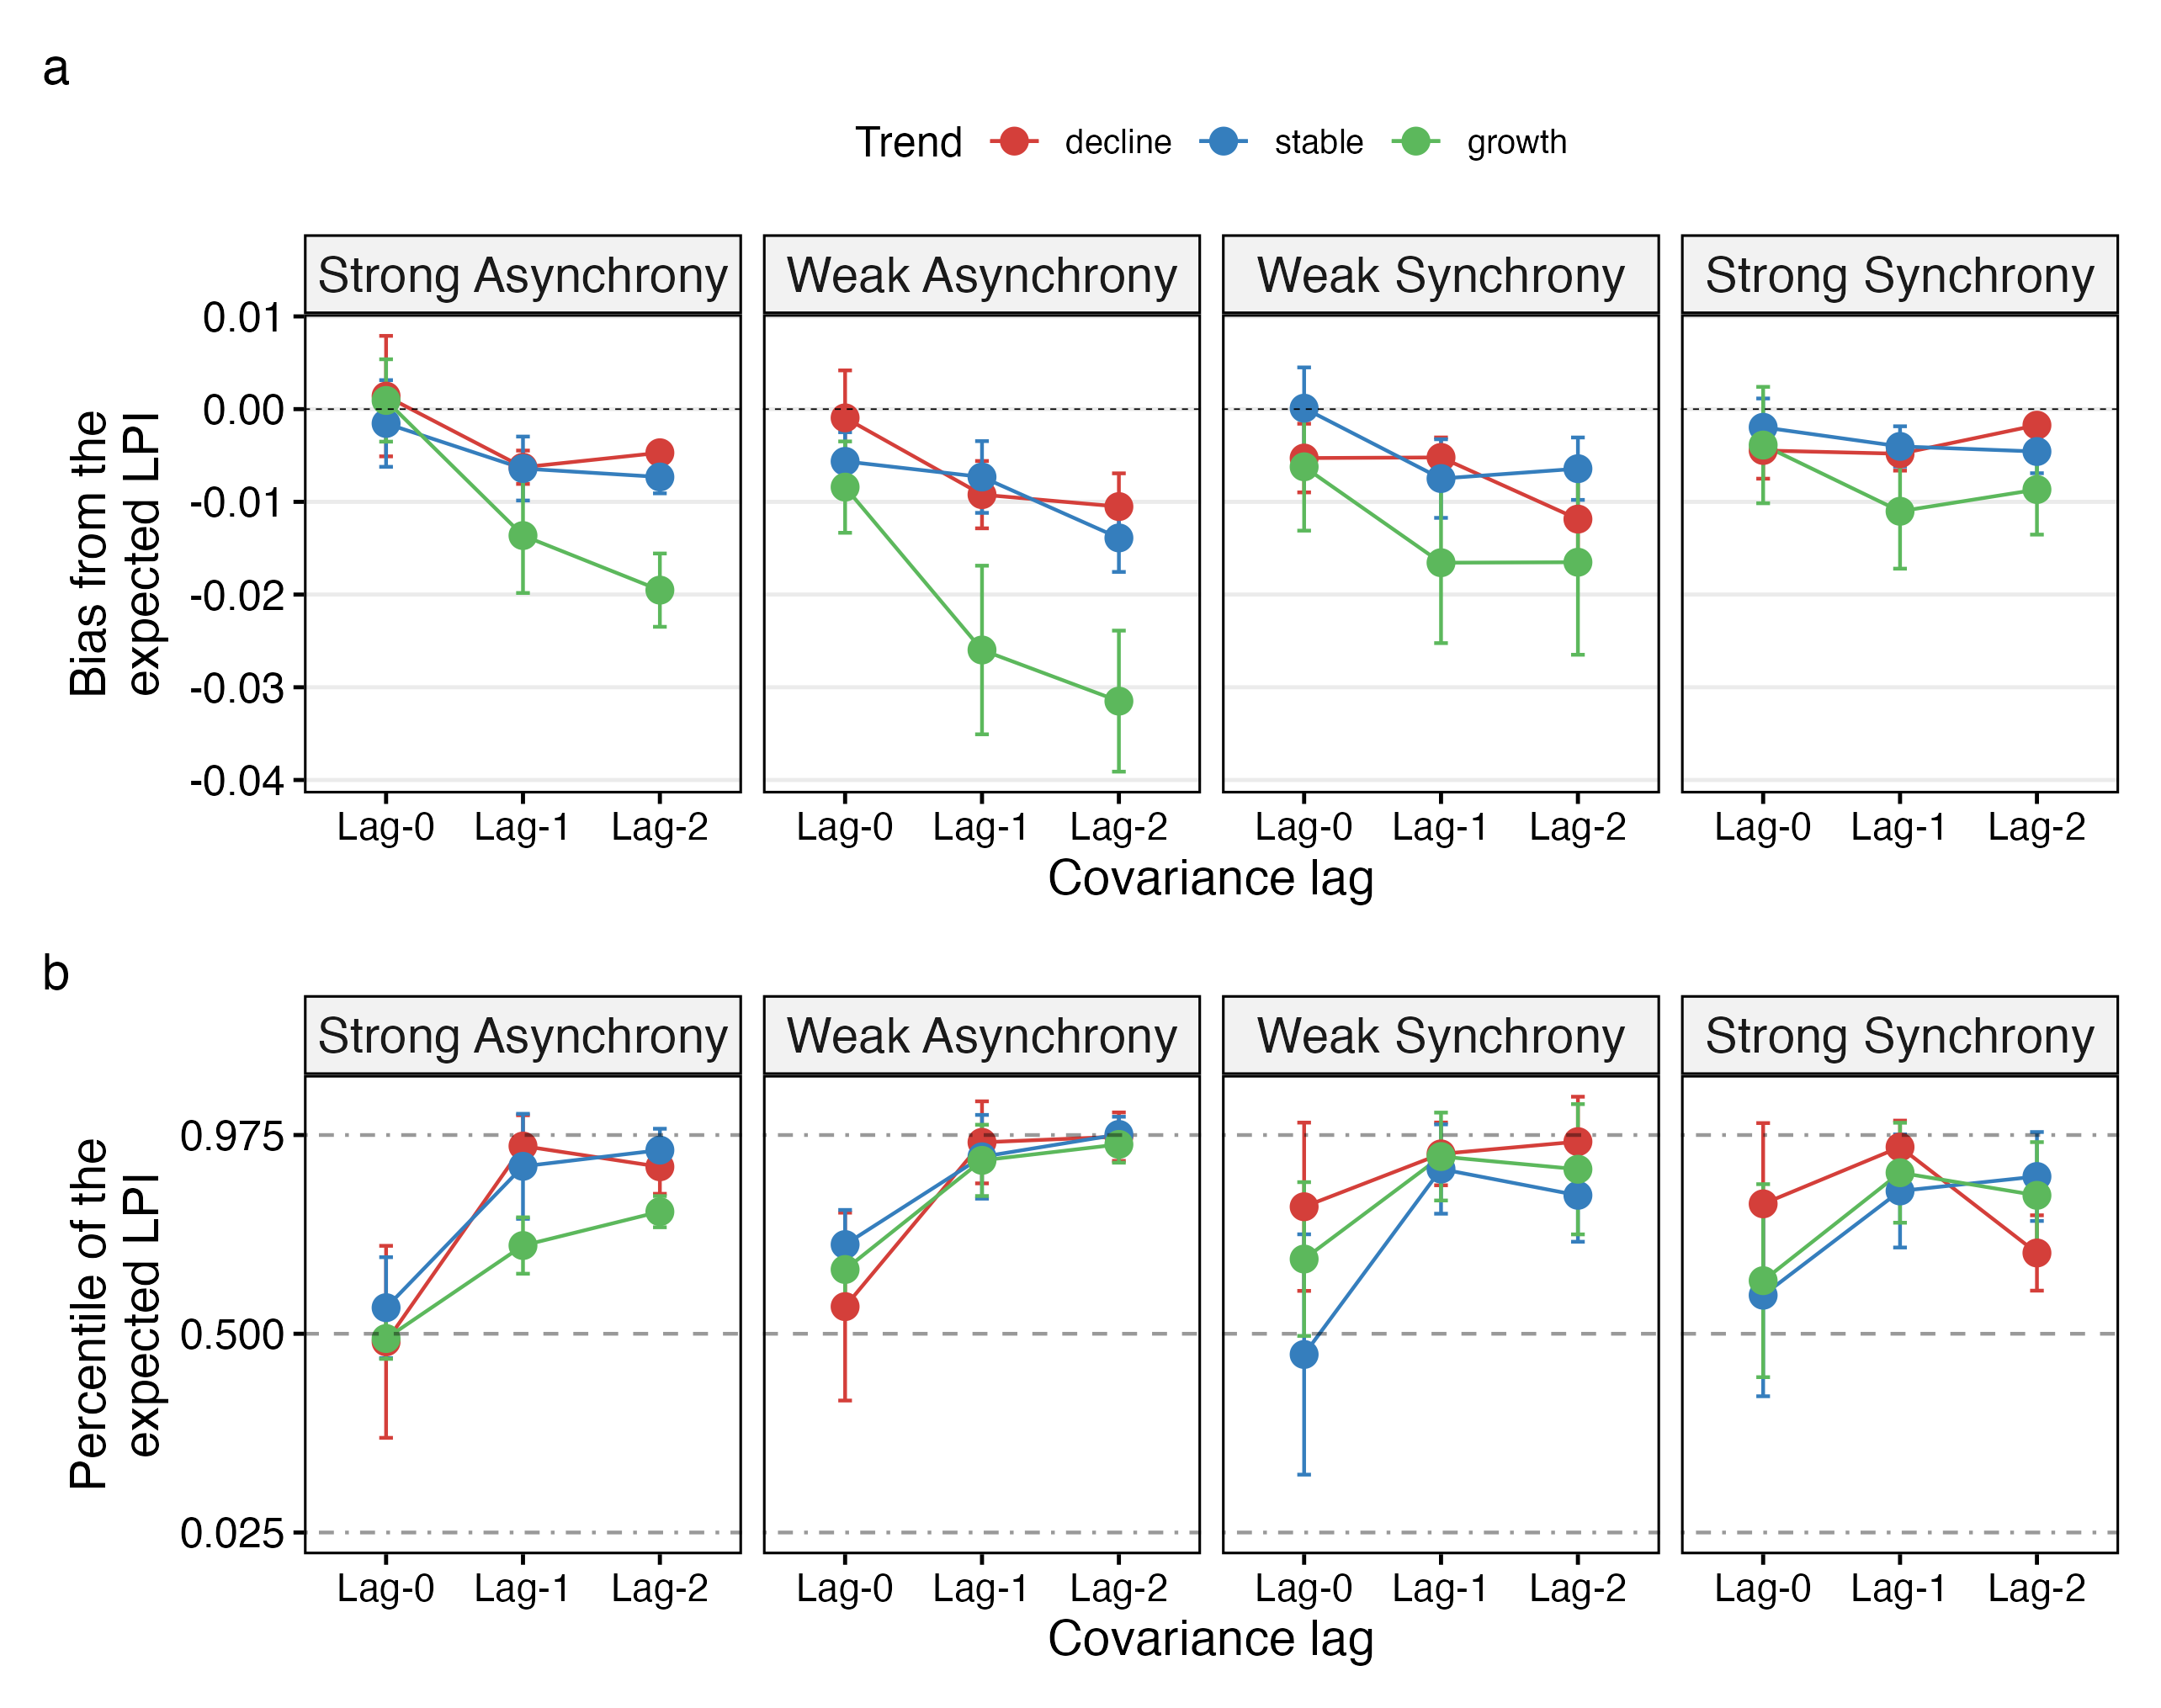 a
Trend decline stable growth
Strong Asynchrony Weak Asynchrony Weak Synchrony Strong Synchrony
Bias from the
expected LPI
0.01
0.00
-0.01
-0.02
-0.03
-0.04
Lag-0 Lag-1 Lag-2 Lag-0 Lag-1 Lag-2 Lag-0 Lag-1 Lag-2 Lag-0 Lag-1 Lag-2
Covariance lag
b
Strong Asynchrony Weak Asynchrony Weak Synchrony Strong Synchrony
Percentile of the
expected LPI
0.975
0.500
0.025
Lag-0 Lag-1 Lag-2 Lag-0 Lag-1 Lag-2 Lag-0 Lag-1 Lag-2 Lag-0 Lag-1 Lag-2
Covariance lag